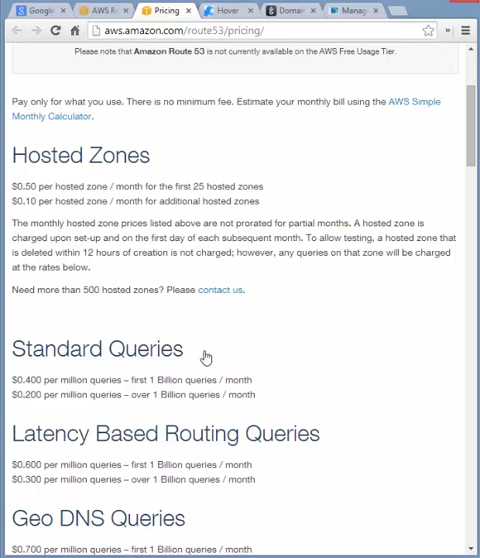 Google
AWS R
Pricing
Hover
Domain
Manag
aws.amazon.com/route53/pricing/
Please note that Amazon Route 53 is not currently available on the AWS Free Usage Tier.
Pay only for what you use. There is no minimum fee. Estimate your monthly bill using the AWS Simple
Monthly Calculator.
Hosted Zones
$0.50 per hosted zone / month for the first 25 hosted zones
$0.10 per hosted zone / month for additional hosted zones
The monthly hosted zone prices listed above are not prorated for partial months. A hosted zone is
charged upon set-up and on the first day of each subsequent month. To allow testing, a hosted zone that
is deleted within 12 hours of creation is not charged; however, any queries on that zone will be charged
at the rates below.
Need more than 500 hosted zones? Please contact us.
Standard Queries
$0.400 per million queries – first 1 Billion queries / month
$0.200 per million queries – over 1 Billion queries / month
Latency Based Routing Queries
$0.600 per million queries – first 1 Billion queries / month
$0.300 per million queries – over 1 Billion queries / month
Geo DNS Queries
$0.700 per million queries – first 1 Billion queries / month